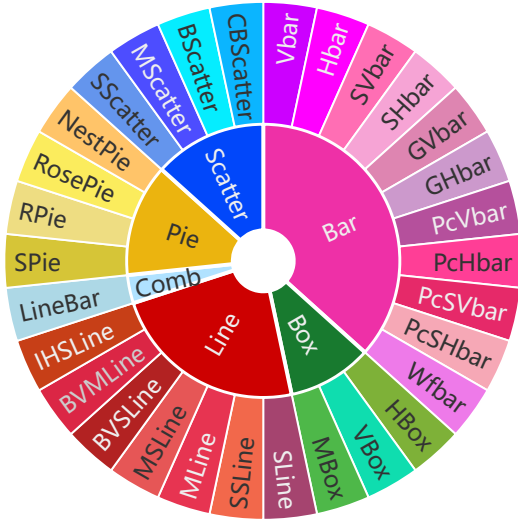 Vbar
Hbar
SVbar
SHbar
GVbar
GHbar
PcVbar
PcHbar
PcSVbar
PcSHbar
Wfbar
HBox
VBox
MBox
SLine
SSLine
MLine
MSLine
BVSLine
BVMLine
IHSLine
LineBar
SPie
RPie
RosePie
NestPie
SScatter
MScatter
BScatter
CBScatter
Bar
Box
Line
Comb
Pie
Scatter